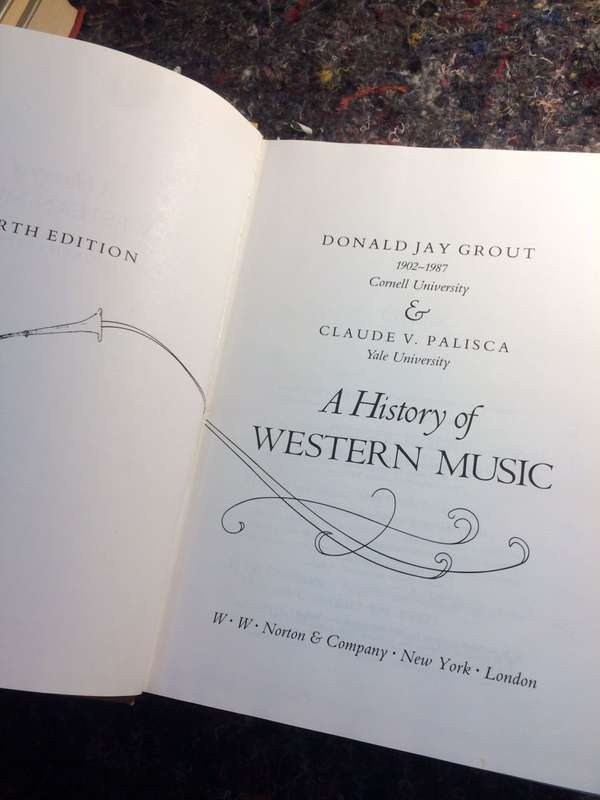 RTH EDITION
DONALD JAY GROUT
1902–1987
Cornell University
&
CLAUDE V. PALISCA
Yale University
A History of
WESTERN MUSIC
W · W · Norton & Company · New York · London